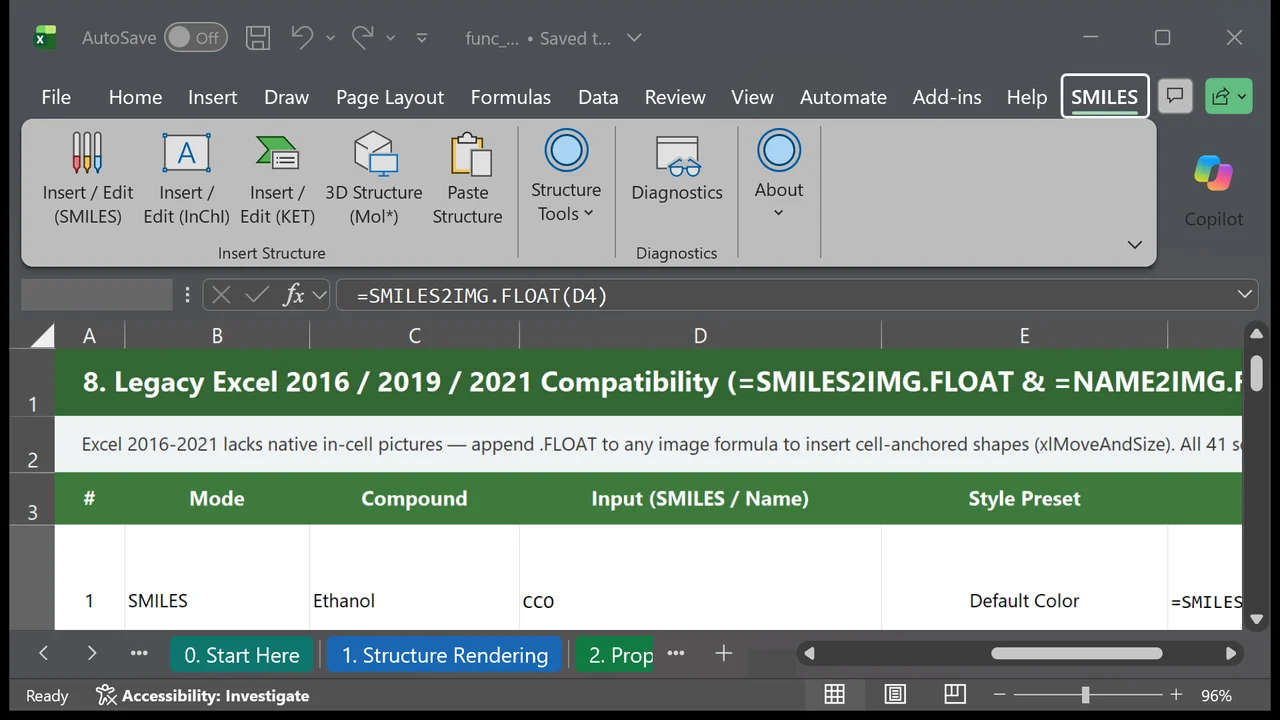 AutoSave Off func_... • Saved t...
File Home Insert Draw Page Layout Formulas Data Review View Automate Add-ins Help SMILES
Insert / Edit (SMILES)
Insert / Edit (InChI)
Insert / Edit (KET)
3D Structure (Mol*)
Paste Structure
Structure Tools
Diagnostics
About
Copilot
Insert Structure
Diagnostics
fx =SMILES2IMG.FLOAT(D4)
A B C D E
1 8. Legacy Excel 2016 / 2019 / 2021 Compatibility (=SMILES2IMG.FLOAT & =NAME2IMG.F
2 Excel 2016-2021 lacks native in-cell pictures — append .FLOAT to any image formula to insert cell-anchored shapes (xlMoveAndSize). All 41 s
3 # Mode Compound Input (SMILES / Name) Style Preset
1 SMILES Ethanol CCO Default Color =SMILES
0. Start Here 1. Structure Rendering 2. Prop
Ready Accessibility: Investigate 96%